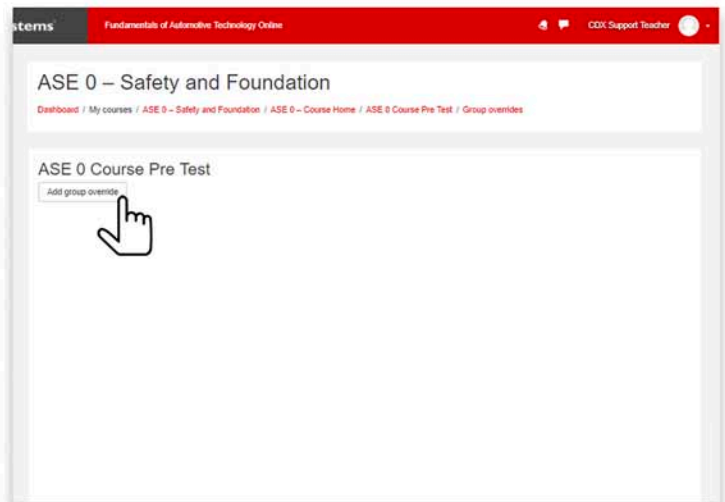 stems
Fundamentals of Automotive Technology Online
CDX Support Teacher
ASE 0 – Safety and Foundation
Dashboard / My courses / ASE 0 – Safety and Foundation / ASE 0 – Course Home / ASE 0 Course Pre Test / Group overrides
ASE 0 Course Pre Test
Add group override